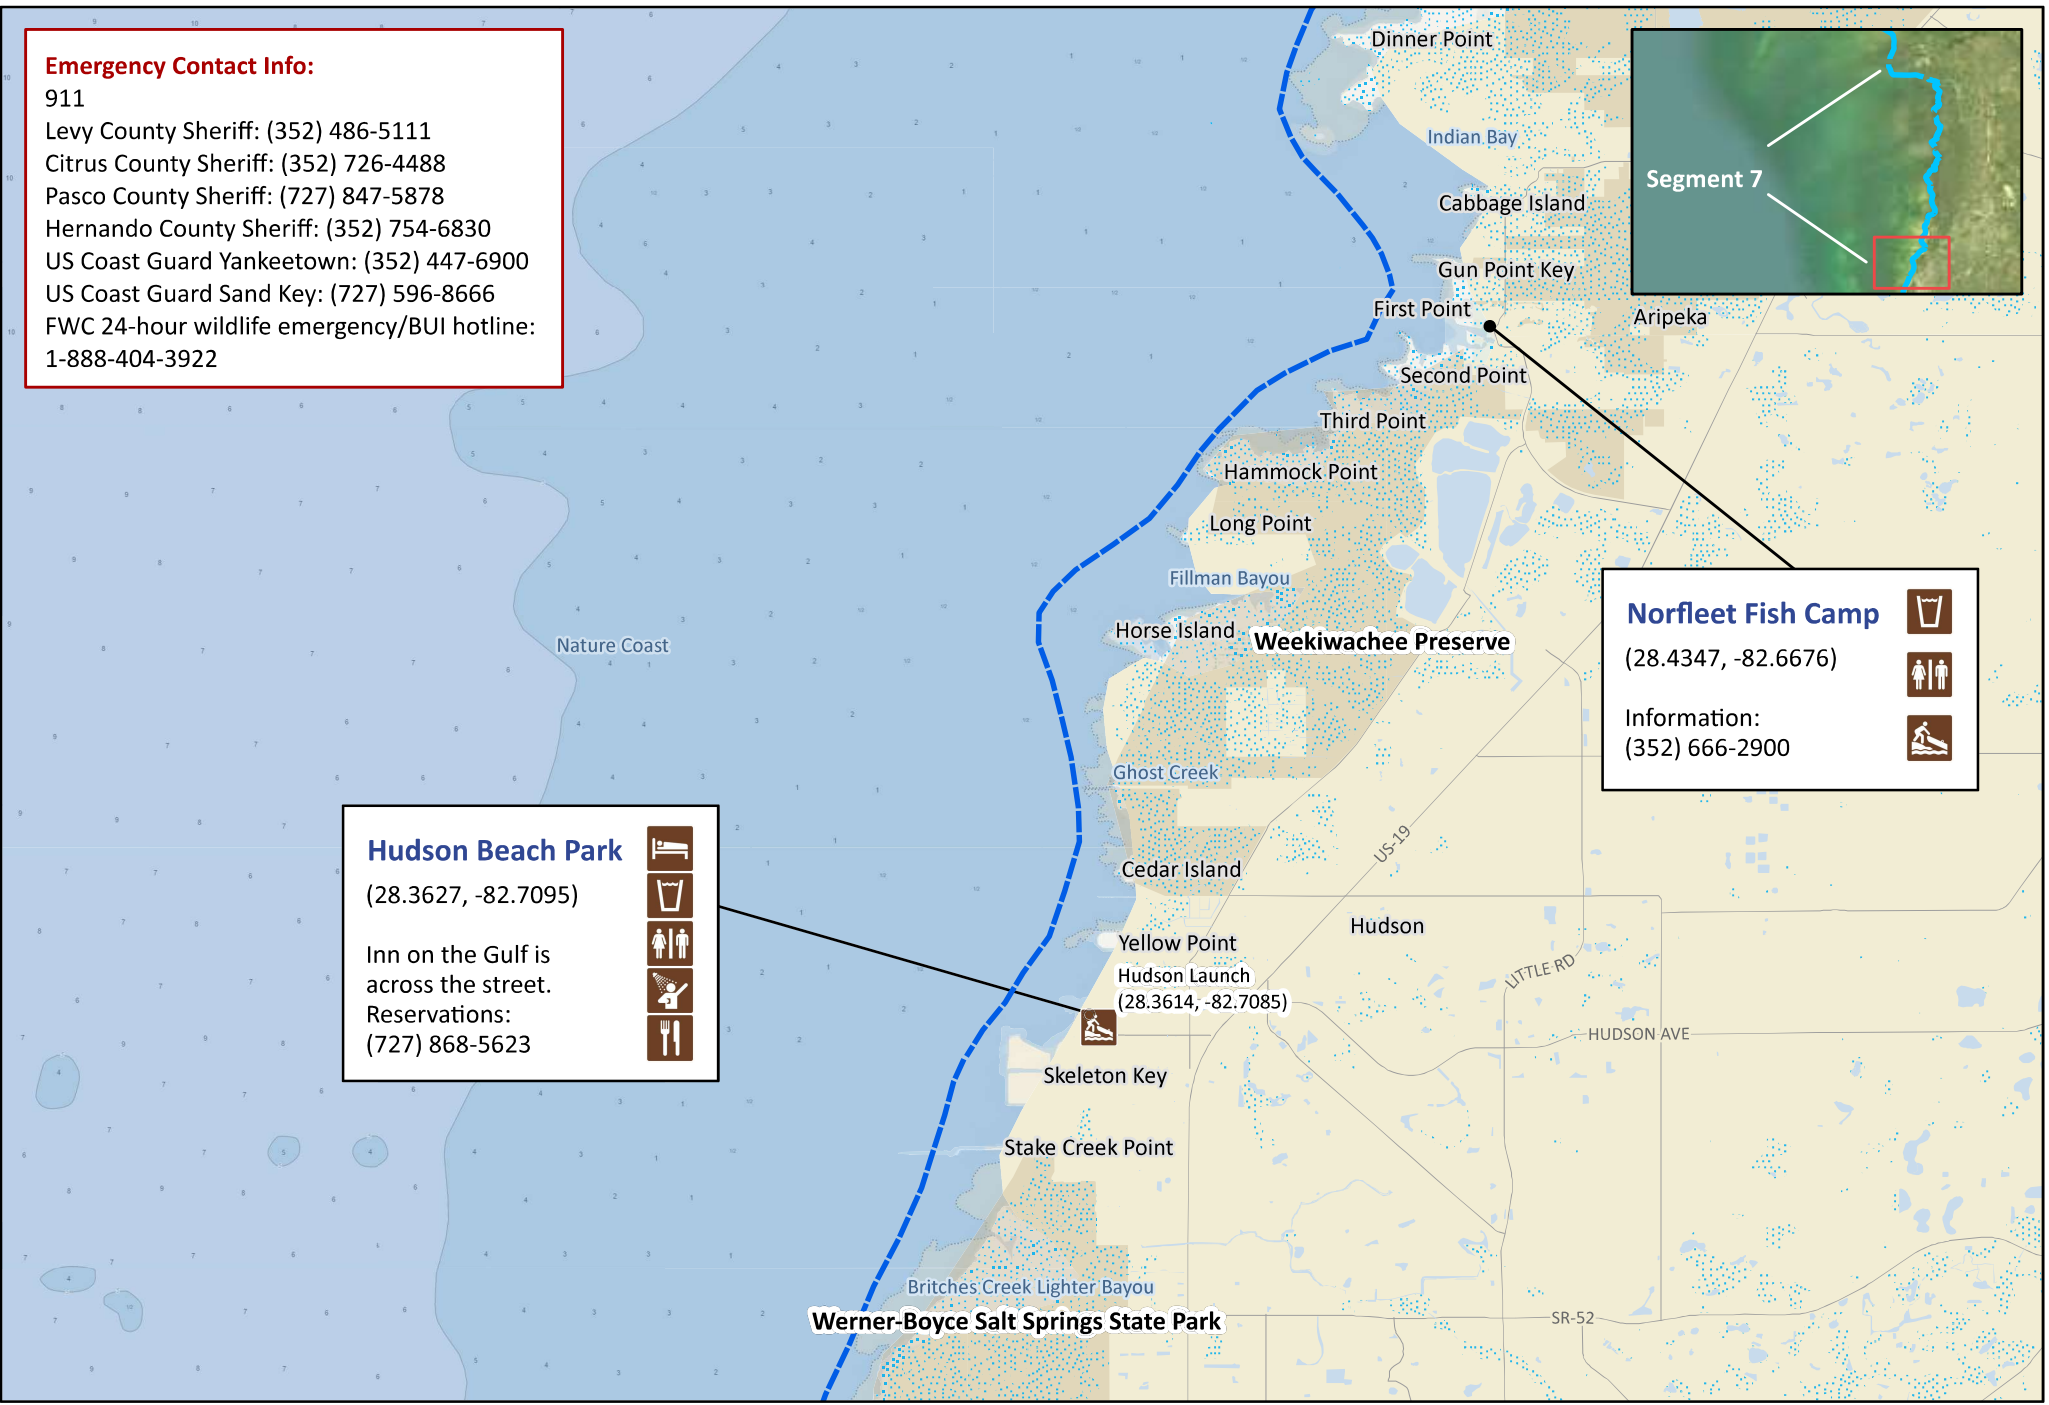 Emergency Contact Info:
911
Levy County Sheriff: (352) 486-5111
Citrus County Sheriff: (352) 726-4488
Pasco County Sheriff: (727) 847-5878
Hernando County Sheriff: (352) 754-6830
US Coast Guard Yankeetown: (352) 447-6900
US Coast Guard Sand Key: (727) 596-8666
FWC 24-hour wildlife emergency/BUI hotline:
1-888-404-3922
Dinner Point
Indian Bay
Cabbage Island
Gun Point Key
First Point
Aripeka
Second Point
Third Point
Hammock Point
Long Point
Fillman Bayou
Horse Island
Weekiwachee Preserve
Nature Coast
Ghost Creek
Cedar Island
US-19
Hudson
Yellow Point
Hudson Launch
(28.3614, -82.7085)
LITTLE RD
HUDSON AVE
Skeleton Key
Stake Creek Point
Britches Creek Lighter Bayou
Werner-Boyce Salt Springs State Park
SR-52
Segment 7
Norfleet Fish Camp
(28.4347, -82.6676)
Information:
(352) 666-2900
Hudson Beach Park
(28.3627, -82.7095)
Inn on the Gulf is
across the street.
Reservations:
(727) 868-5623